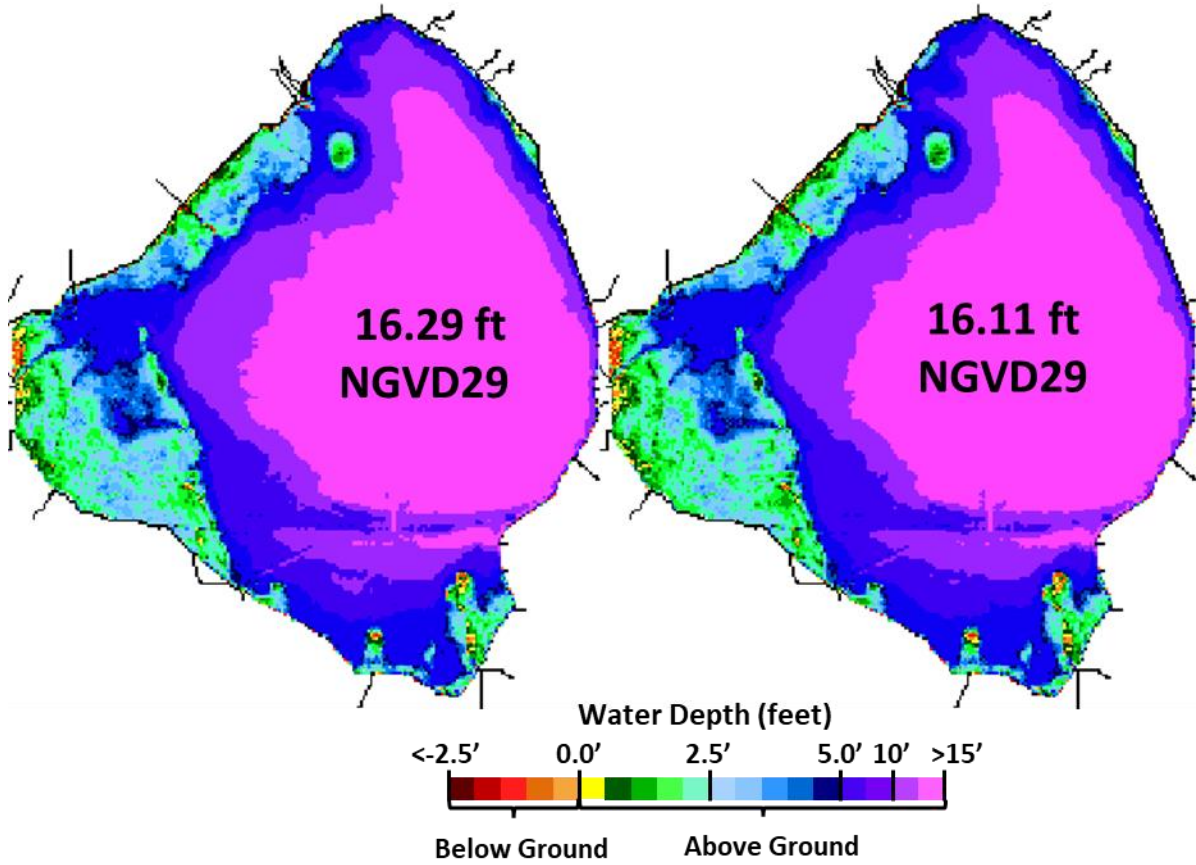 16.29 ft
NGVD29
16.11 ft
NGVD29
Water Depth (feet)
<-2.5’ 0.0’ 2.5’ 5.0’ 10’ >15’
Below Ground Above Ground